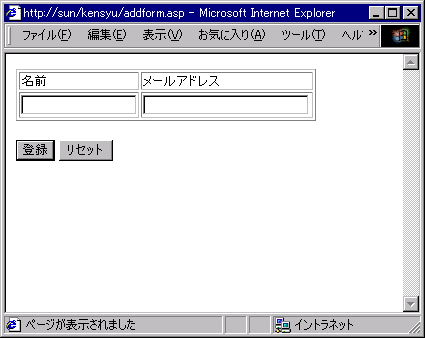 http://sun/kensyu/addform.asp - Microsoft Internet Explorer
ファイル(F) 編集(E) 表示(V) お気に入り(A) ツール(T) ヘル »
名前 メールアドレス
登録 リセット
ページが表示されました イントラネット